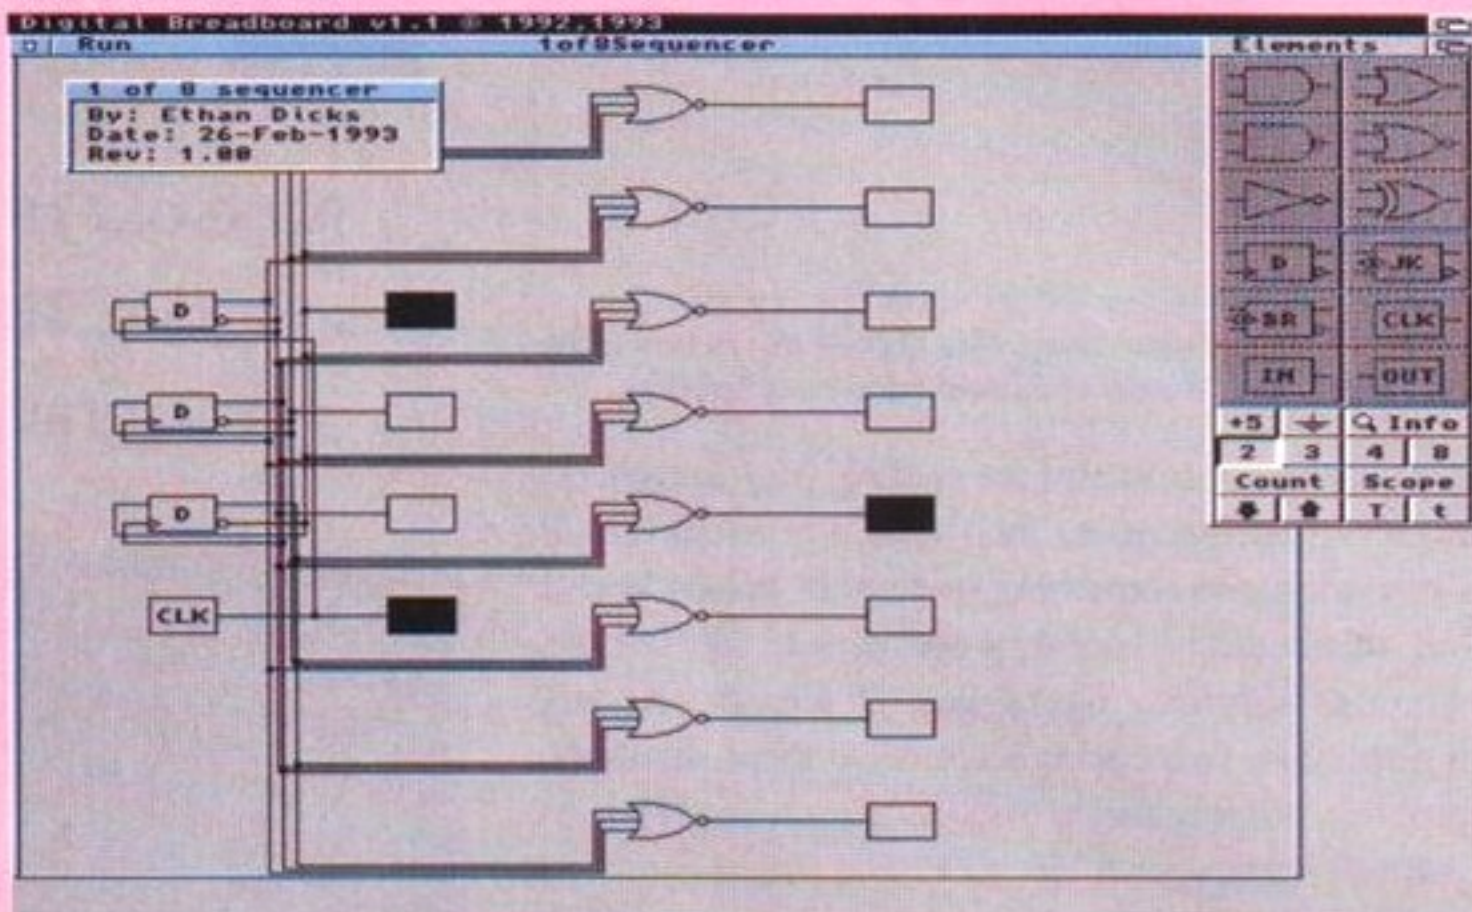 Digital Breadboard v1.1 © 1992,1993
Run
1of8Sequencer
Elements
1 of 8 sequencer
By: Ethan Dicks
Date: 26-Feb-1993
Rev: 1.00
D
D
D
CLK
D
JK
SR
CLK
IN
OUT
+5
Info
2
3
4
8
Count
Scope
T
t